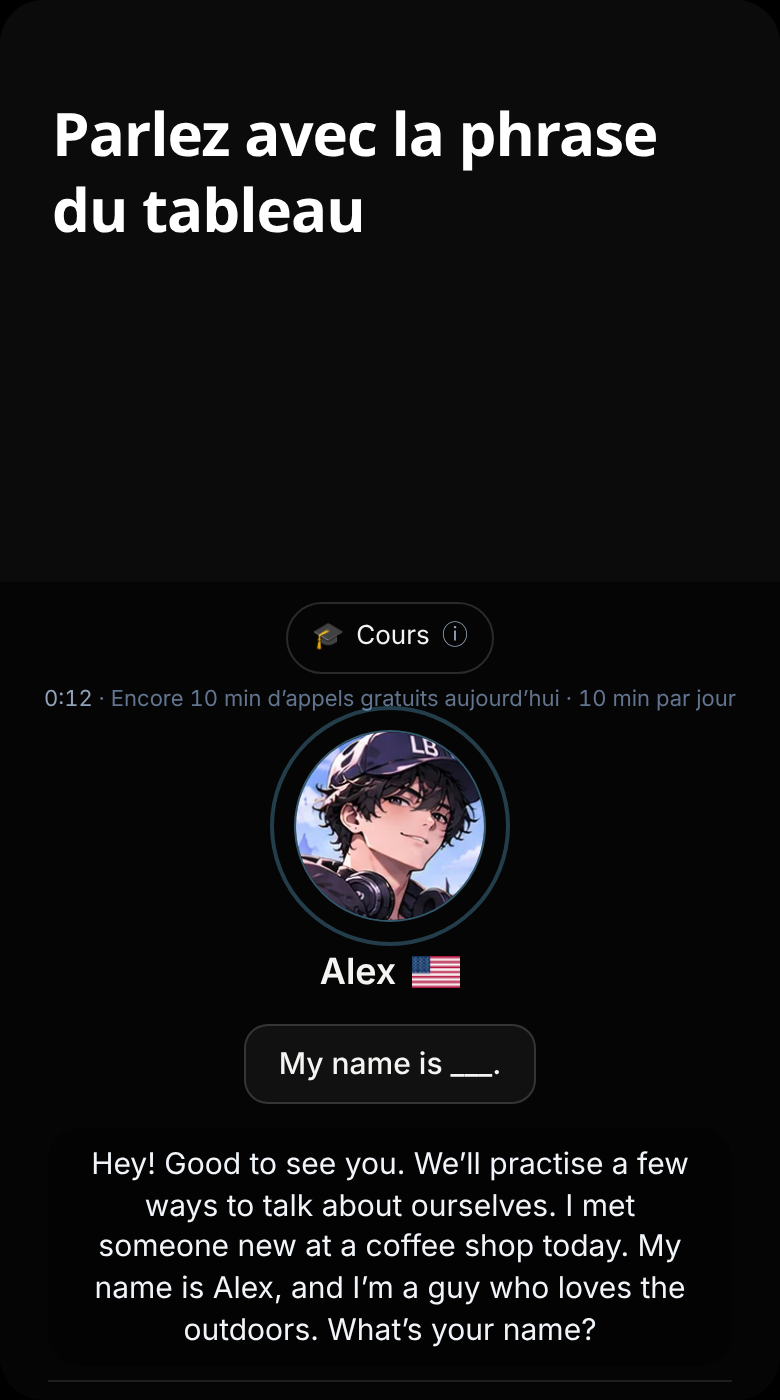 Parlez avec la phrase
du tableau
🎓 Cours ⓘ
0:12 · Encore 10 min d’appels gratuits aujourd’hui · 10 min par jour
LB
Alex 🇺🇸
My name is ___.
Hey! Good to see you. We’ll practise a few
ways to talk about ourselves. I met
someone new at a coffee shop today. My
name is Alex, and I’m a guy who loves the
outdoors. What’s your name?